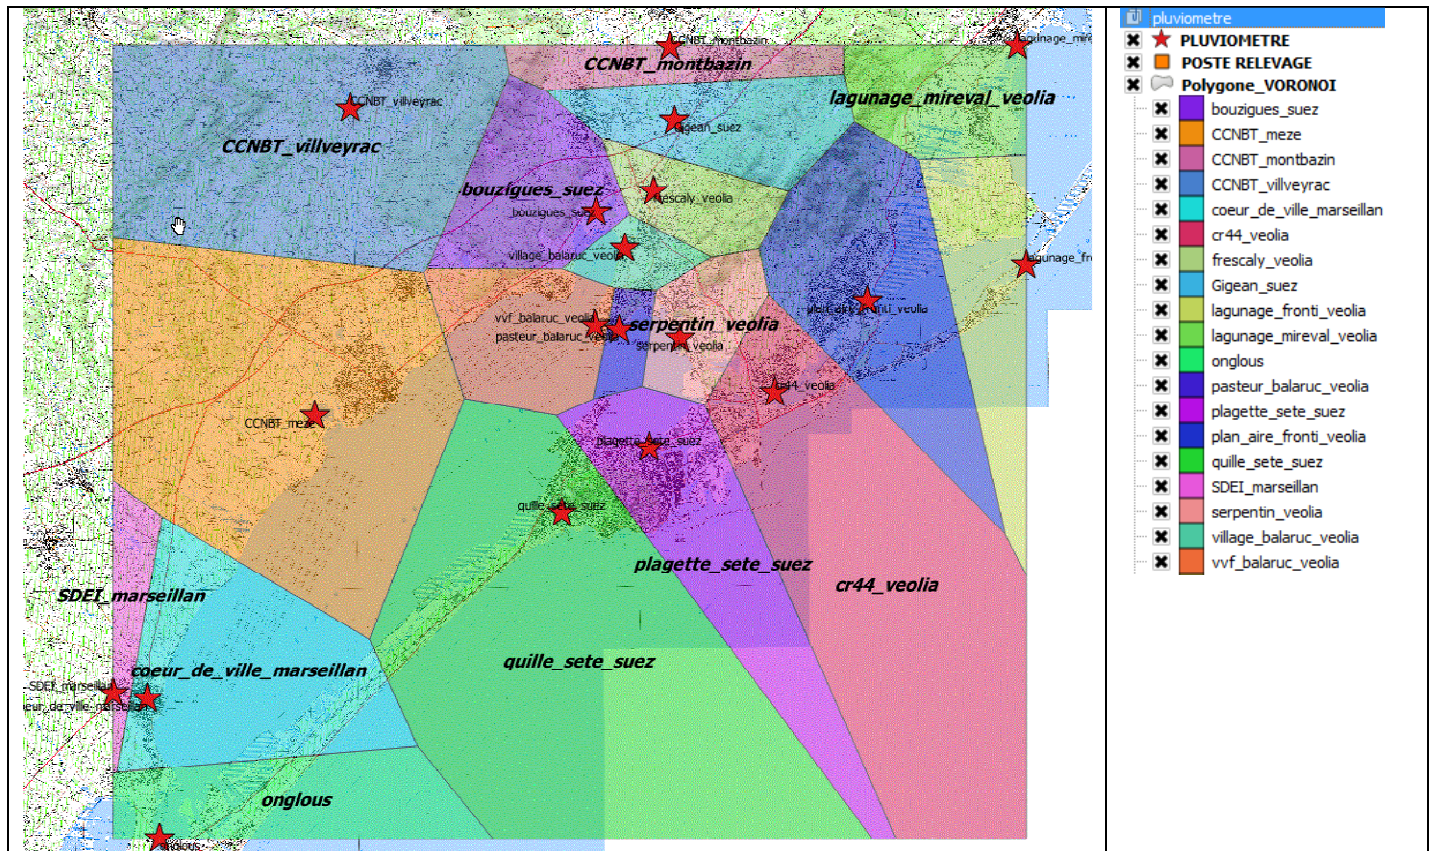 CCNBT_montbazin
CCNBT_montbazin
lagunage_mireval_veolia
CCNBT_villveyrac
Gigean_suez
CCNBT_villveyrac
bouzigues_suez
frescaly_veolia
bouzigues_suez
village_balaruc_veolia
vvf_balaruc_veolia
serpentin_veolia
pasteur_balaruc_veolia
serpentin_veolia
cr44_veolia
CCNBT_meze
plagette_sete_suez
quille_sete_suez
plagette_sete_suez
cr44_veolia
SDEI_marseillan
quille_sete_suez
coeur_de_ville_marseillan
SDEI_marseillan
onglous
onglous
pluviometre
PLUVIOMETRE
POSTE RELEVAGE
Polygone_VORONOI
bouzigues_suez
CCNBT_meze
CCNBT_montbazin
CCNBT_villveyrac
coeur_de_ville_marseillan
cr44_veolia
frescaly_veolia
Gigean_suez
lagunage_fronti_veolia
lagunage_mireval_veolia
onglous
pasteur_balaruc_veolia
plagette_sete_suez
plan_aire_fronti_veolia
quille_sete_suez
SDEI_marseillan
serpentin_veolia
village_balaruc_veolia
vvf_balaruc_veolia